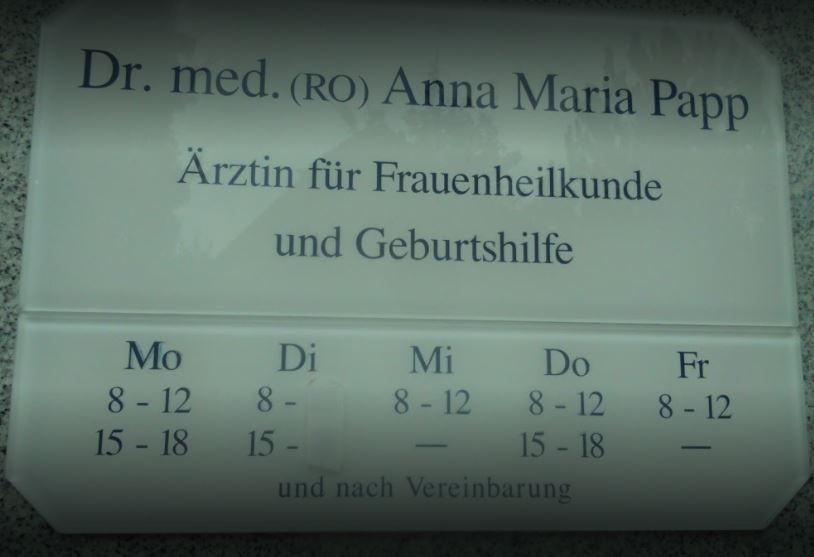 Dr. med. (RO) Anna Maria Papp
Ärztin für Frauenheilkunde
und Geburtshilfe
Mo Di Mi Do Fr
8 - 12 8 - 8 - 12 8 - 12 8 - 12
15 - 18 15 - — 15 - 18 —
und nach Vereinbarung